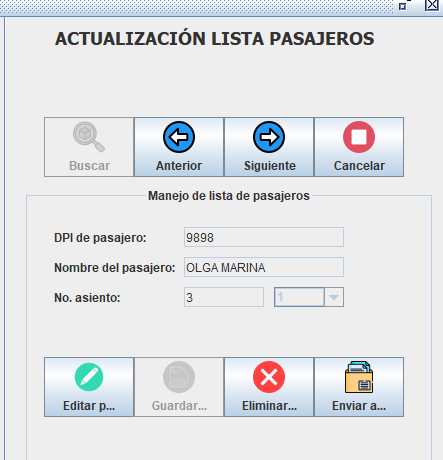 ACTUALIZACIÓN LISTA PASAJEROS
Buscar
Anterior
Siguiente
Cancelar
Manejo de lista de pasajeros
DPI de pasajero:
9898
Nombre del pasajero:
OLGA MARINA
No. asiento:
3
1
Editar p...
Guardar...
Eliminar...
Enviar a...